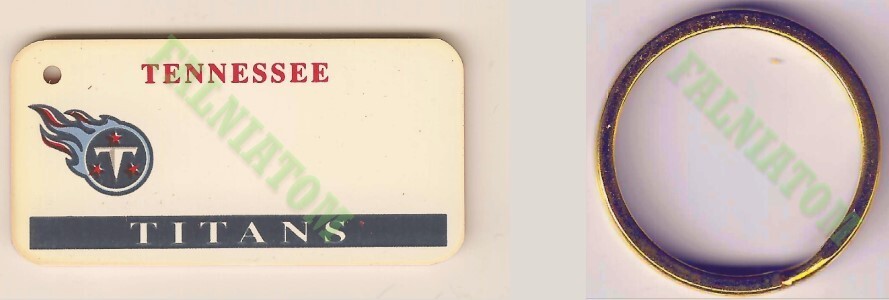 TENNESSEE
T
TITANS
FALNIATOM
FALNIATOM